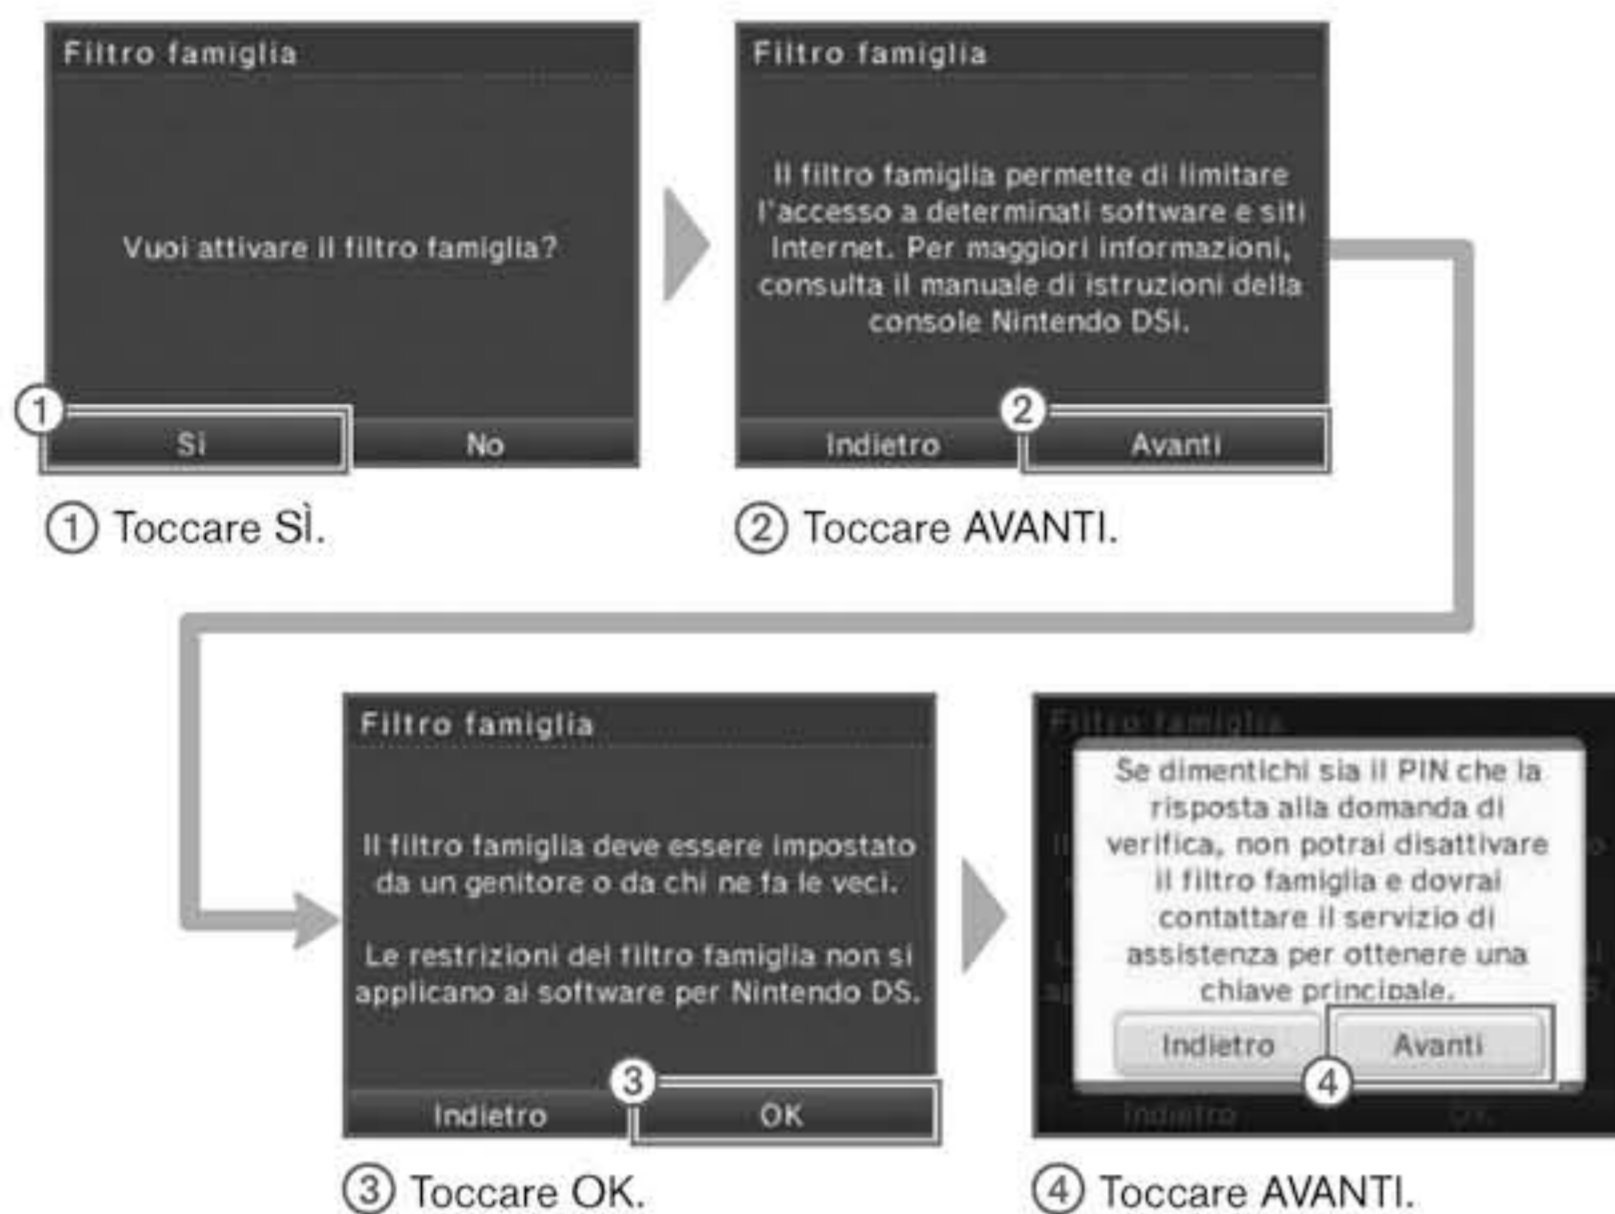 Filtro famiglia
Vuoi attivare il filtro famiglia?
1
Sì
No
1 Toccare SÌ.
Filtro famiglia
Il filtro famiglia permette di limitare
l'accesso a determinati software e siti
Internet. Per maggiori informazioni,
consulta il manuale di istruzioni della
console Nintendo DSi.
2
Indietro
Avanti
2 Toccare AVANTI.
Filtro famiglia
Il filtro famiglia deve essere impostato
da un genitore o da chi ne fa le veci.
Le restrizioni del filtro famiglia non si
applicano ai software per Nintendo DS.
3
Indietro
OK
3 Toccare OK.
Filtro famiglia
Se dimentichi sia il PIN che la
risposta alla domanda di
verifica, non potrai disattivare
il filtro famiglia e dovrai
contattare il servizio di
assistenza per ottenere una
chiave principale.
Indietro
Avanti
4
Indietro
OK
4 Toccare AVANTI.